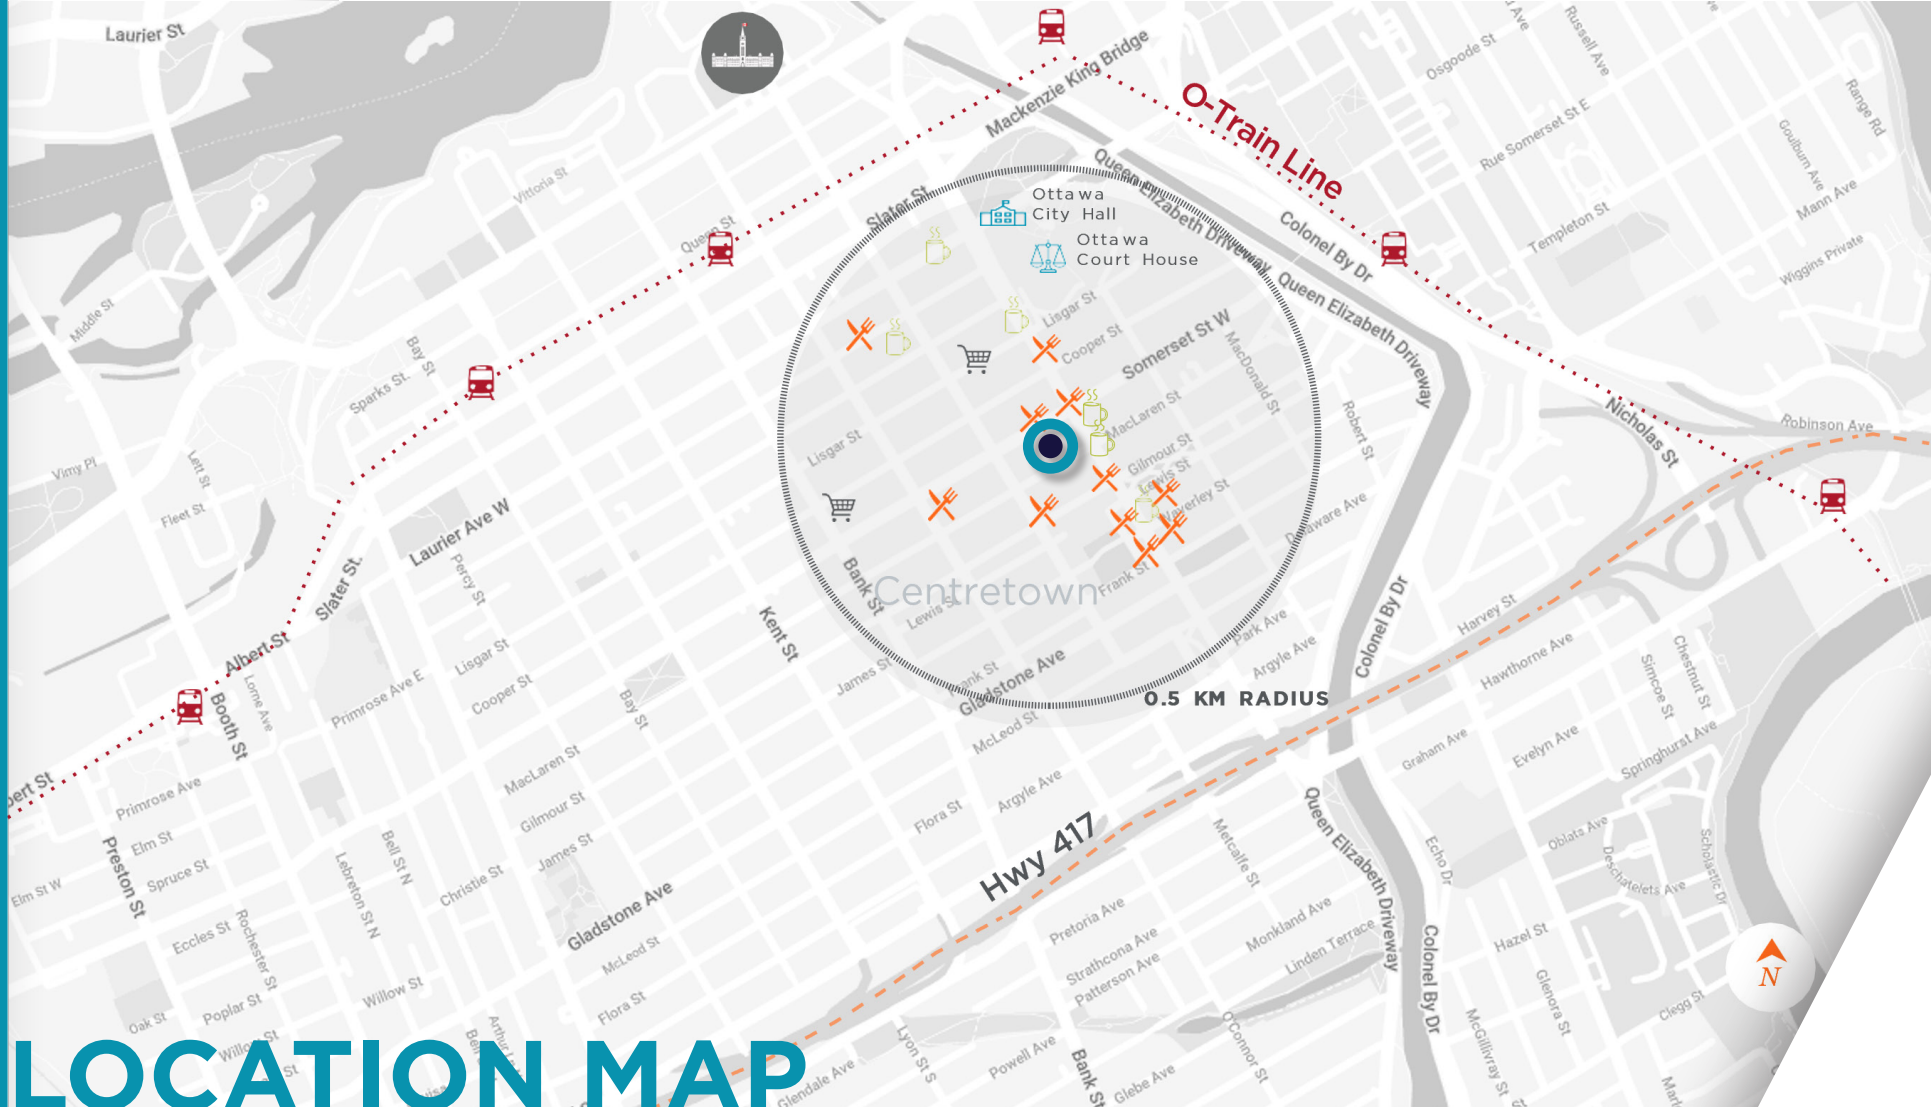 Laurier St
Mackenzie King Bridge
O-Train Line
Osgoode St
Russell Ave
Range Rd
Rue Somerset St E
Goulburn Ave
Mann Ave
Templeton St
Wiggins Private
Vittoria St
Queen St
Slater St
Queen Elizabeth Driveway
Ottawa
City Hall
Ottawa
Court House
Colonel By Dr
Queen Elizabeth Driveway
Middle St
Bay St
Sparks St.
Lisgar St
Cooper St
Somerset St W
MacDonald St
MacLaren St
Robert St
Nicholas St
Robinson Ave
Lisgar St
Gilmour St
Lewis St
Waverley St
Delaware Ave
Vimy Pl
Lett St
Fleet St
Laurier Ave W
Percy St
Slater St.
Bank St
Centretown
Frank St
Lewis St
Kent St
Albert St
Lisgar St
Cooper St
Primrose Ave E
Lorne Ave
Booth St
Bay St
James St
Gladstone Ave
McLeod St
Park Ave
Argyle Ave
0.5 KM RADIUS
Colonel By Dr
Harvey St
Hawthorne Ave
Chestnut St
Simcoe St
Graham Ave
Evelyn Ave
Springhurst Ave
MacLaren St
Gilmour St
James St
Primrose Ave
Elm St
Spruce St
Elm St W
Preston St
Bell St N
Lebreton St N
Christie St
Gladstone Ave
McLeod St
Flora St
Argyle Ave
Hwy 417
Metcalfe St
Queen Elizabeth Driveway
Echo Dr
Oblats Ave
Deschatelets Ave
Scholastic Dr
Eccles St
Rochester St
Willow St
Poplar St
Oak St
Flora St
Pretoria Ave
Strathcona Ave
Patterson Ave
Monkland Ave
Linden Terrace
Colonel By Dr
Hazel St
Glenora St
Clegg St
N
McGillivray St
Lyon St S
Powell Ave
Glendale Ave
Bank St
Glebe Ave
O'Connor St
LOCATION MAP